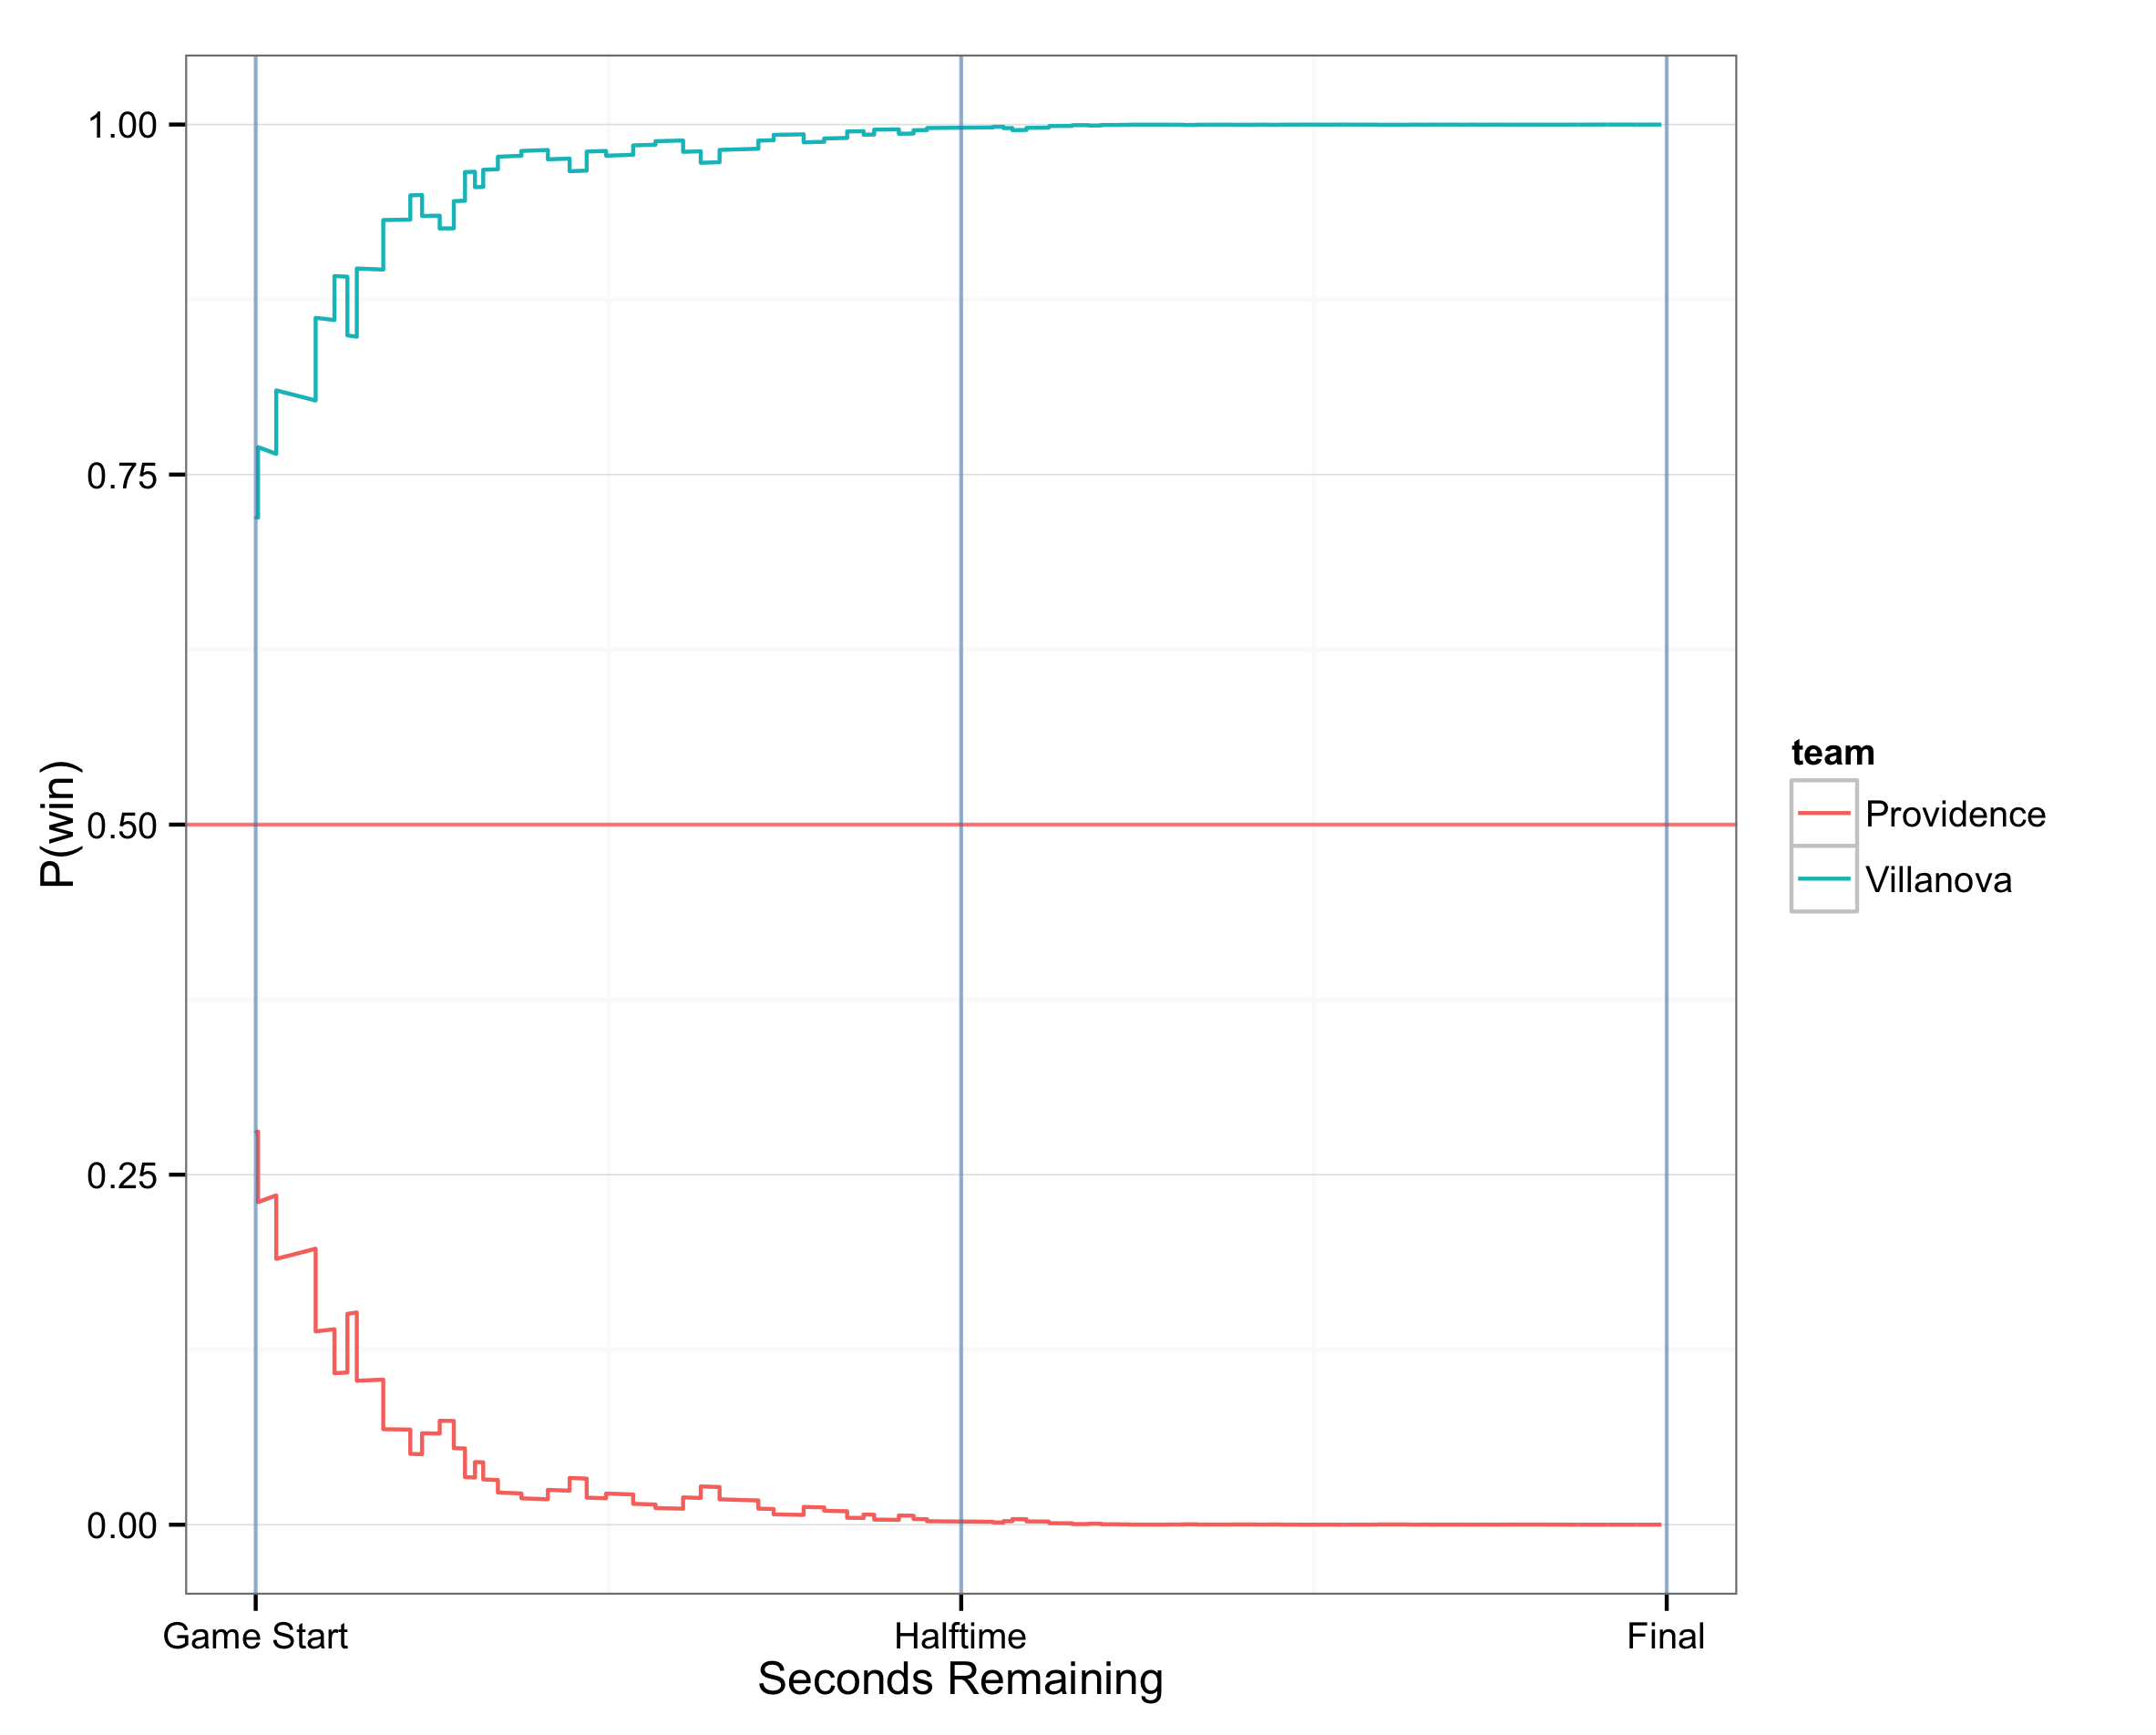 1.00
0.75
0.50
0.25
0.00
P(win)
Game Start
Halftime
Final
Seconds Remaining
team
Providence
Villanova